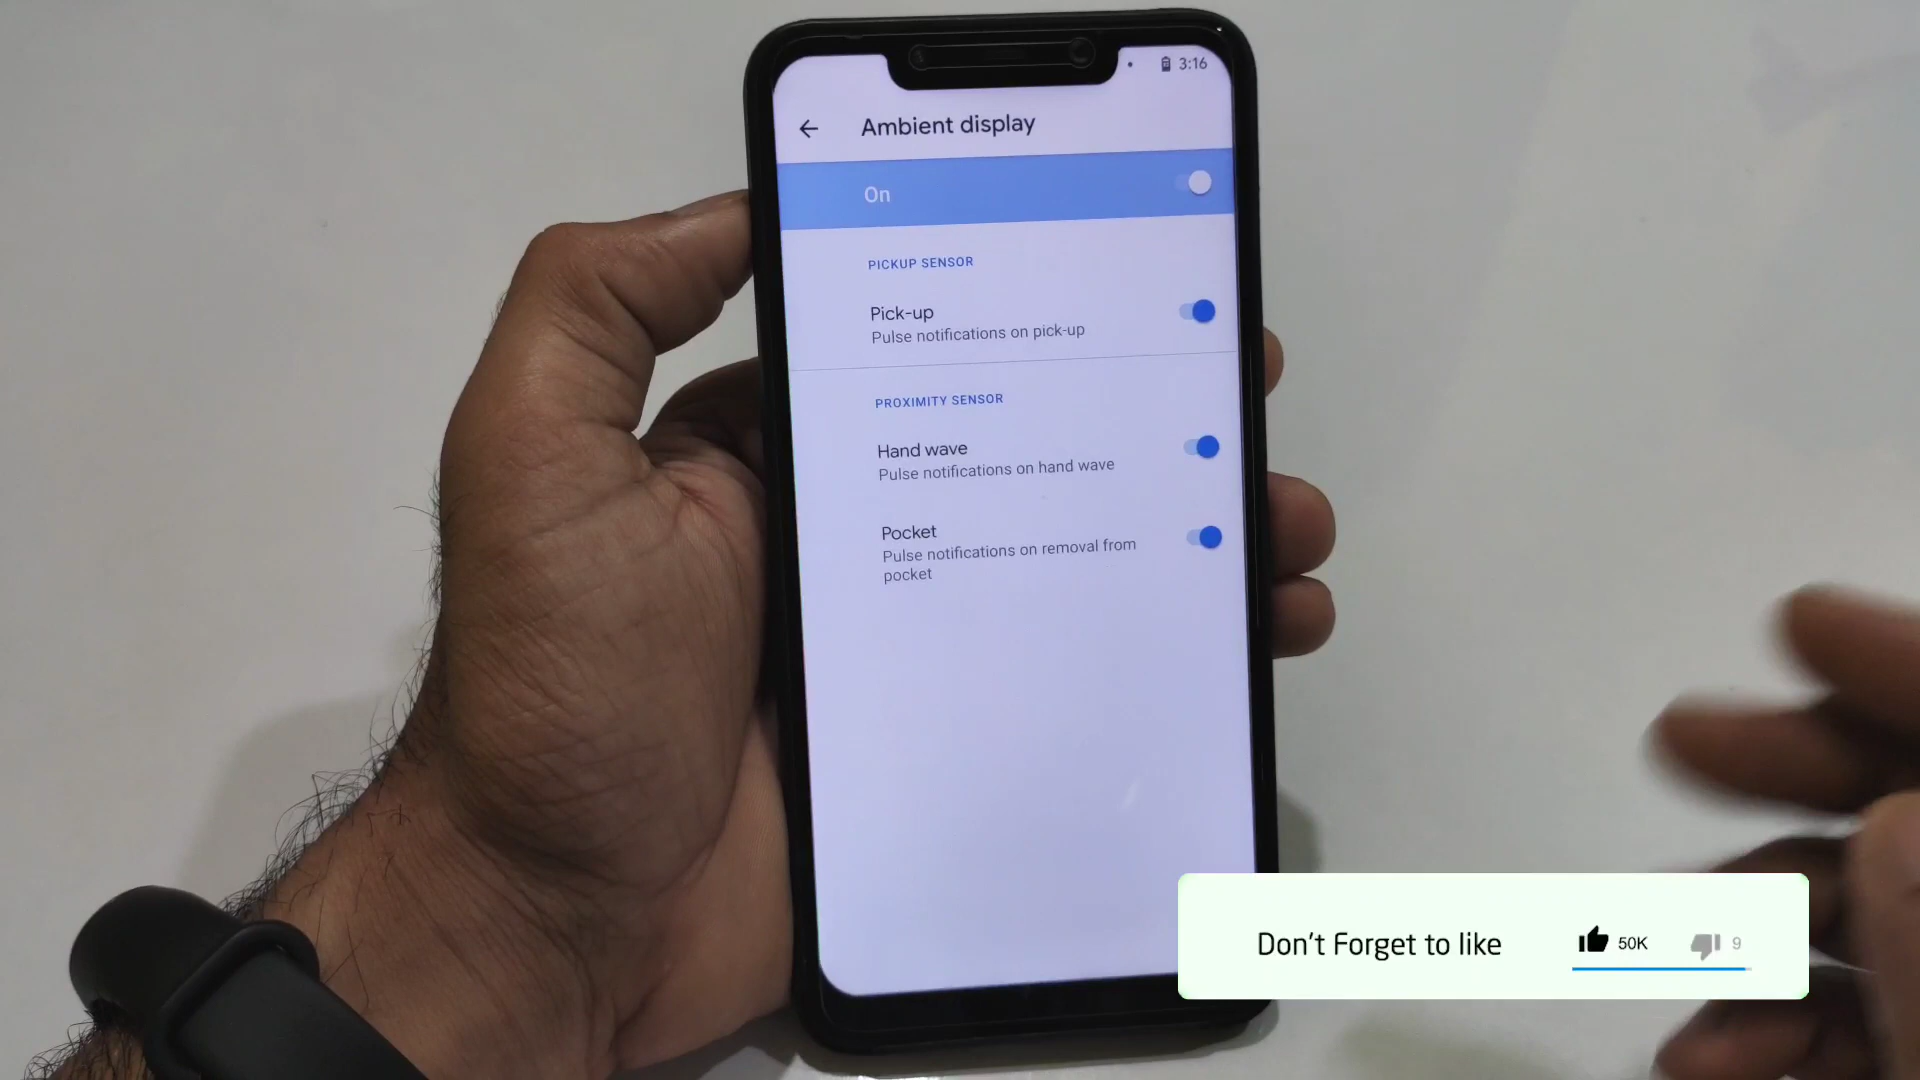 3:16
Ambient display
On
PICKUP SENSOR
Pick-up
Pulse notifications on pick-up
PROXIMITY SENSOR
Hand wave
Pulse notifications on hand wave
Pocket
Pulse notifications on removal from
pocket
Don't Forget to like 50K 9